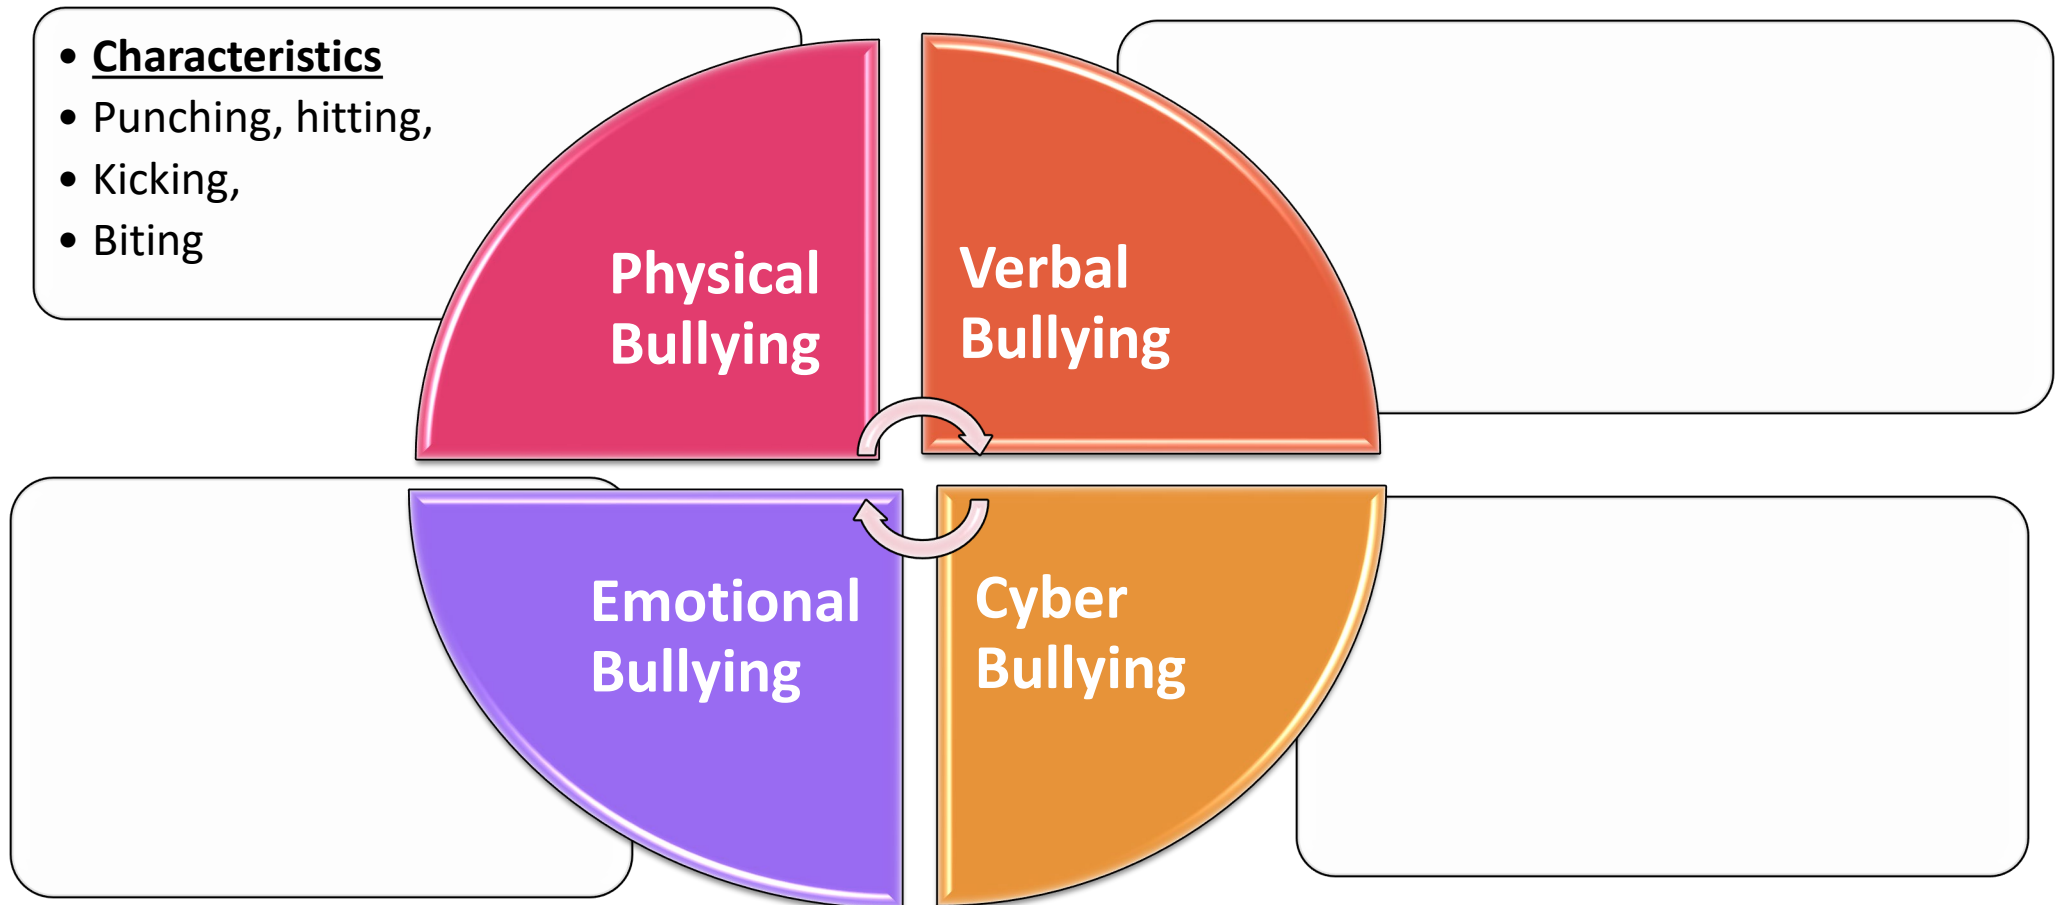 • Characteristics
• Punching, hitting,
• Kicking,
• Biting
Physical
Bullying
Verbal
Bullying
Emotional
Bullying
Cyber
Bullying